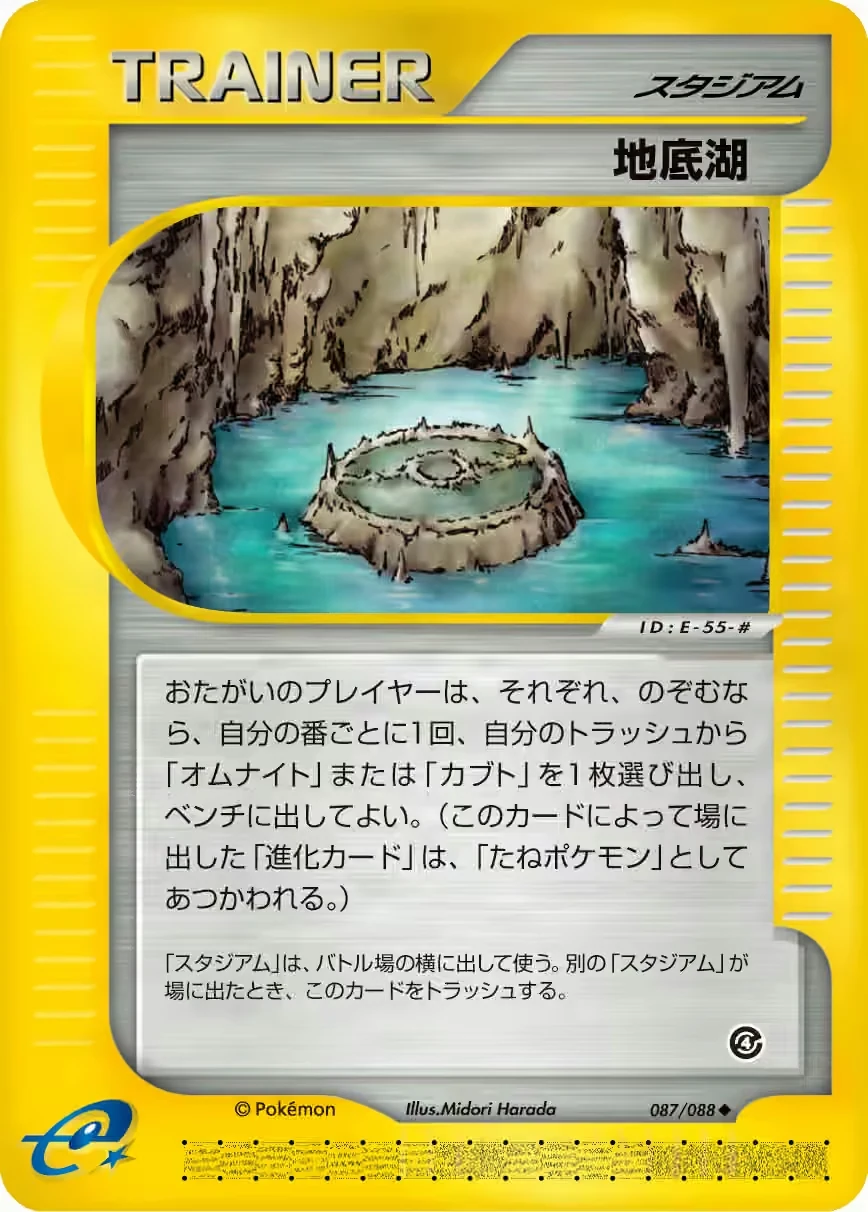 TRAINER
スタジアム
地底湖
ID:E-55-#
おたがいのプレイヤーは、それぞれ、のぞむな
ら、自分の番ごとに1回、自分のトラッシュから
「オムナイト」または「カブト」を1枚選び出し、
ベンチに出してよい。(このカードによって場に
出した「進化カード」は、「たねポケモン」として
あつかわれる。)
「スタジアム」は、バトル場の横に出して使う。別の「スタジアム」が
場に出たとき、このカードをトラッシュする。
4
© Pokémon
Illus.Midori Harada
087/088 ◆
e